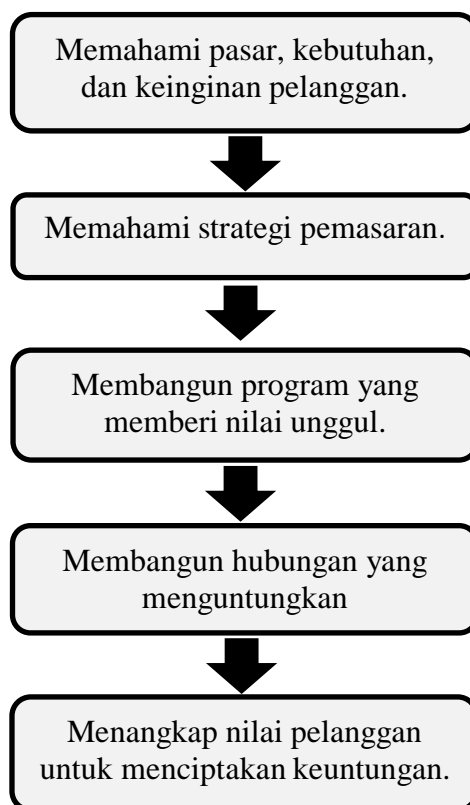 Memahami pasar, kebutuhan,
dan keinginan pelanggan.
Memahami strategi pemasaran.
Membangun program yang
memberi nilai unggul.
Membangun hubungan yang
menguntungkan
Menangkap nilai pelanggan
untuk menciptakan keuntungan.